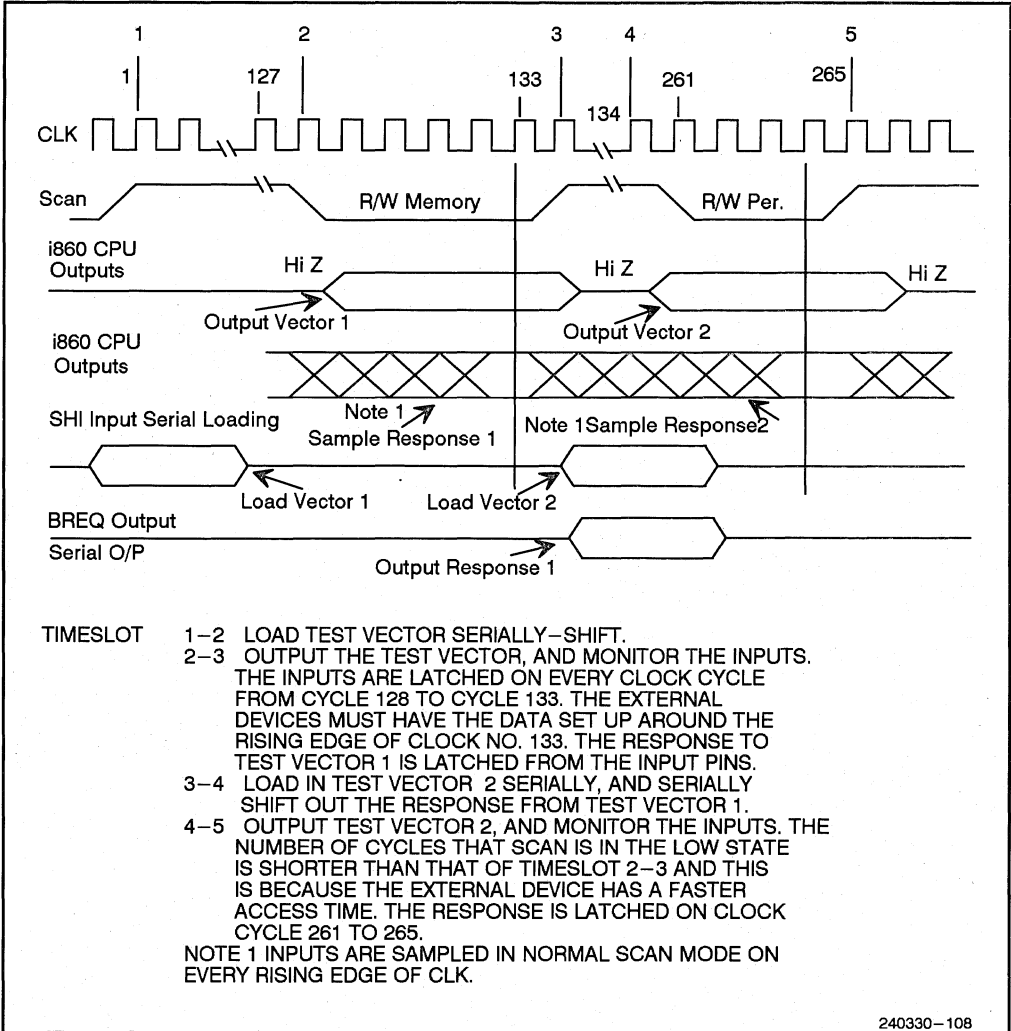 1 2 3 4 5
1 127 133 134 261 265
CLK
Scan R/W Memory R/W Per.
i860 CPU
Outputs
Hi Z Hi Z Hi Z
Output Vector 1 Output Vector 2
i860 CPU
Outputs
Note 1 Note 1Sample Response2
SHI Input Serial Loading
Sample Response 1
Load Vector 1 Load Vector 2
BREQ Output
Serial O/P
Output Response 1
TIMESLOT 1–2 LOAD TEST VECTOR SERIALLY–SHIFT.
2–3 OUTPUT THE TEST VECTOR, AND MONITOR THE INPUTS.
THE INPUTS ARE LATCHED ON EVERY CLOCK CYCLE
FROM CYCLE 128 TO CYCLE 133. THE EXTERNAL
DEVICES MUST HAVE THE DATA SET UP AROUND THE
RISING EDGE OF CLOCK NO. 133. THE RESPONSE TO
TEST VECTOR 1 IS LATCHED FROM THE INPUT PINS.
3–4 LOAD IN TEST VECTOR 2 SERIALLY, AND SERIALLY
SHIFT OUT THE RESPONSE FROM TEST VECTOR 1.
4–5 OUTPUT TEST VECTOR 2, AND MONITOR THE INPUTS. THE
NUMBER OF CYCLES THAT SCAN IS IN THE LOW STATE
IS SHORTER THAN THAT OF TIMESLOT 2–3 AND THIS
IS BECAUSE THE EXTERNAL DEVICE HAS A FASTER
ACCESS TIME. THE RESPONSE IS LATCHED ON CLOCK
CYCLE 261 TO 265.
NOTE 1 INPUTS ARE SAMPLED IN NORMAL SCAN MODE ON
EVERY RISING EDGE OF CLK.
240330–108